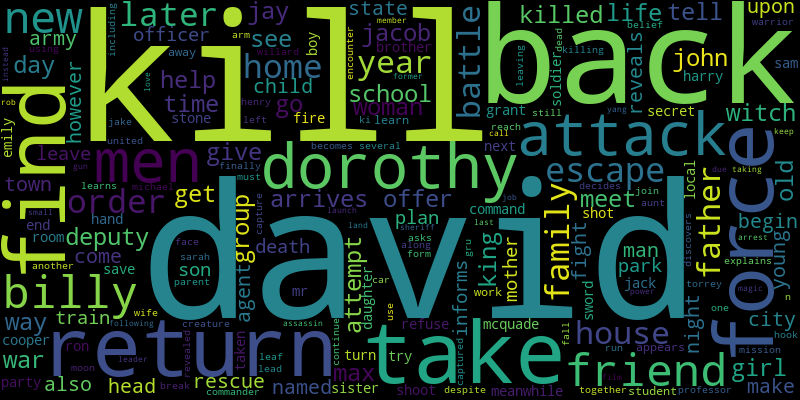 new
later
jay
kill
state
killed
life
tell
upon
back
army
officer
away
boy
jacob
see
arm
member
willard
including
encounter
brother
using
former
battle
soldier
dead
belief
warrior
instead
day
home
year
john
reveals
killing
leaving
sam
find
however
help
child
school
harry
love
rob
time
go
woman
grant
secret
witch
emily
stone
fire
ki
learn
still
yang
keep
jake
henry
reach
call
united
left
attack
men
give
becomes several
next
leave
finally
dorothy
escape
force
learns
must
gun
due
taking
town
michael
order
get
group
arrives
offer
job
meet
family
decides
join
local
father
old
small
hand
capture
launch
sheriff
plan
command
shot
aunt
begin
end
deputy
david
death
land
along
asks
last
king
mother
fight
man
discovers
arrest
young
room
face
form
gru
park
explains
another
come
sarah
agent
mr
attempt
informs
jack
torrey
save
son
car
daughter
work
power
billy
parent
use
sword
night
one
magic
city
n
way
train
wife
assassin
refuse
mcquade
house
hook
following
creature
continue
fall
run
appears
mission
cooper
return
taken
revealed
leaf
turn
try
take
captured
friend
girl
war
ron
moon
lead
max
party
leader
also
head
rescue
break
commander
named
sister
shoot
despite
meanwhile
film
together
student
professor
make